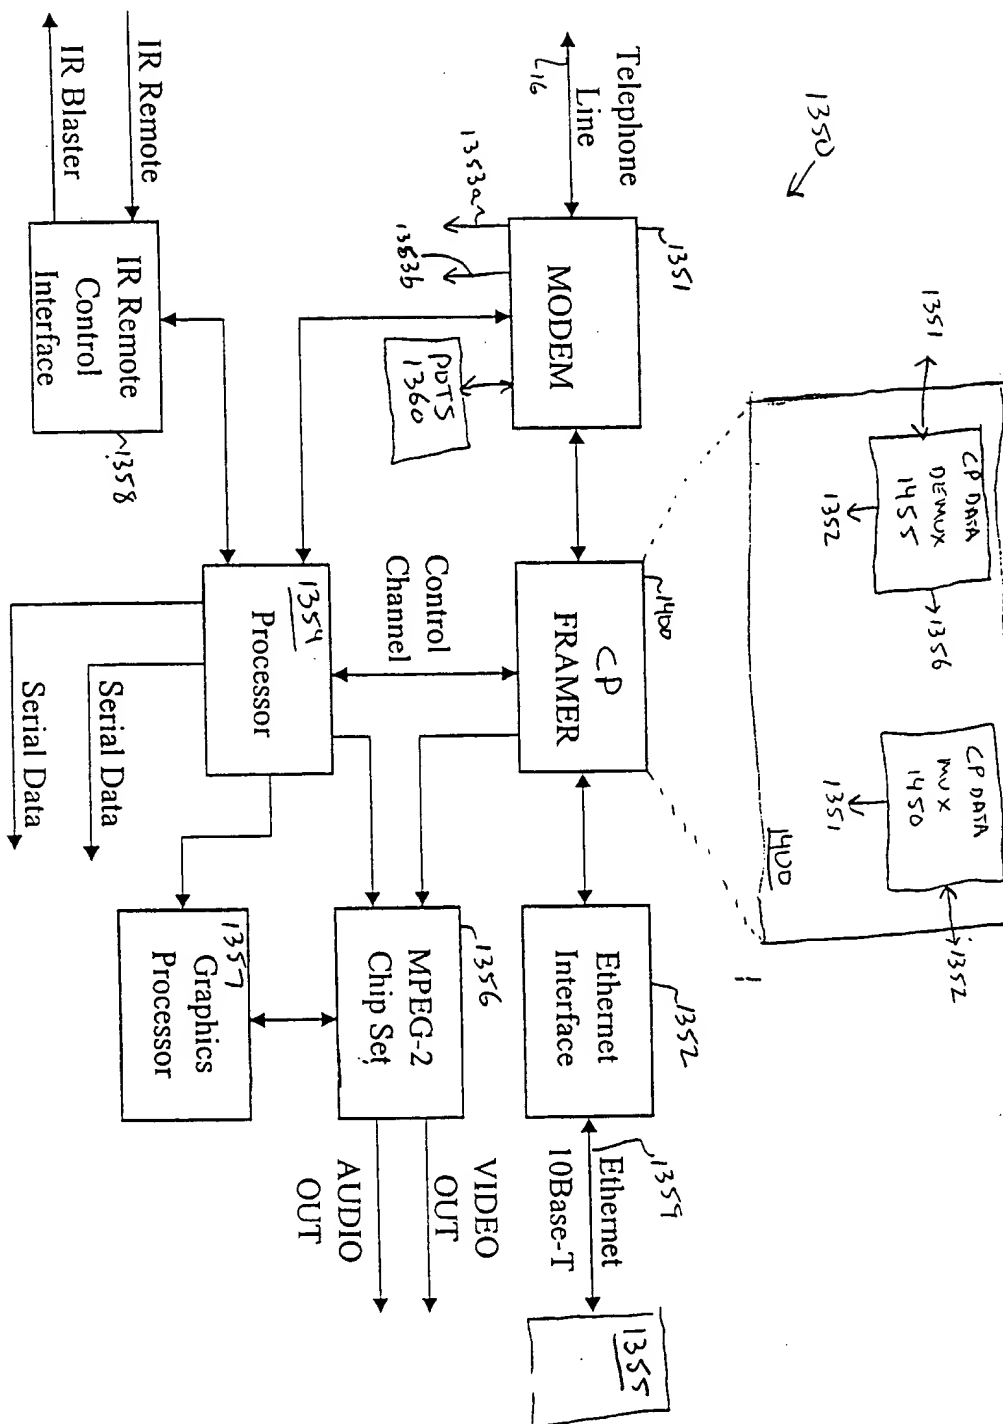 1350
1351
CP DATA
DEMUX
1455
1352
1356
CP DATA
MUX
1450
1351
1352
1400
Telephone
Line
16
1351
MODEM
1353a
1353b
POTS
1360
1400
CP
FRAMER
1352
Ethernet
Interface
1359
Ethernet
10Base-T
1355
Control
Channel
1354
Processor
1356
MPEG-2
Chip Set
VIDEO
OUT
AUDIO
OUT
1357
Graphics
Processor
IR Remote
IR Blaster
IR Remote
Control
Interface
1358
Serial Data
Serial Data